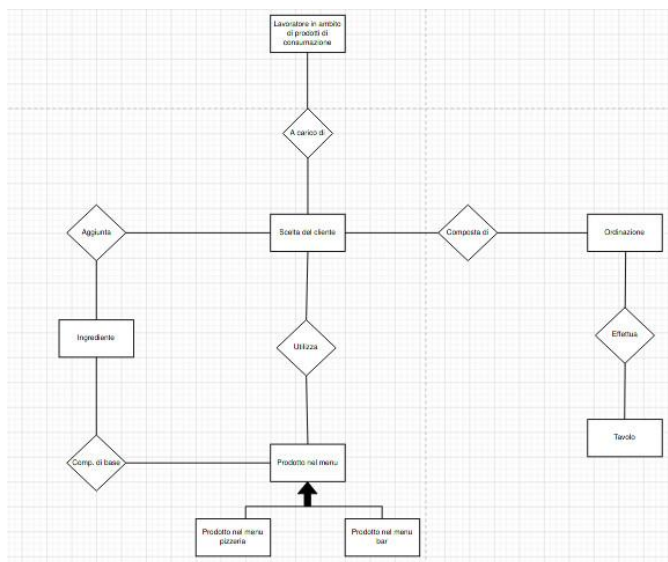 Lavoratore in ambito
di prodotti di
consumazione
A carico di
Aggiunta
Scelta del cliente
Composta di
Ordinazione
Ingrediente
Utilizza
Effettua
Comp. di base
Prodotto nel menu
Tavolo
Prodotto nel menu
pizzeria
Prodotto nel menu
bar